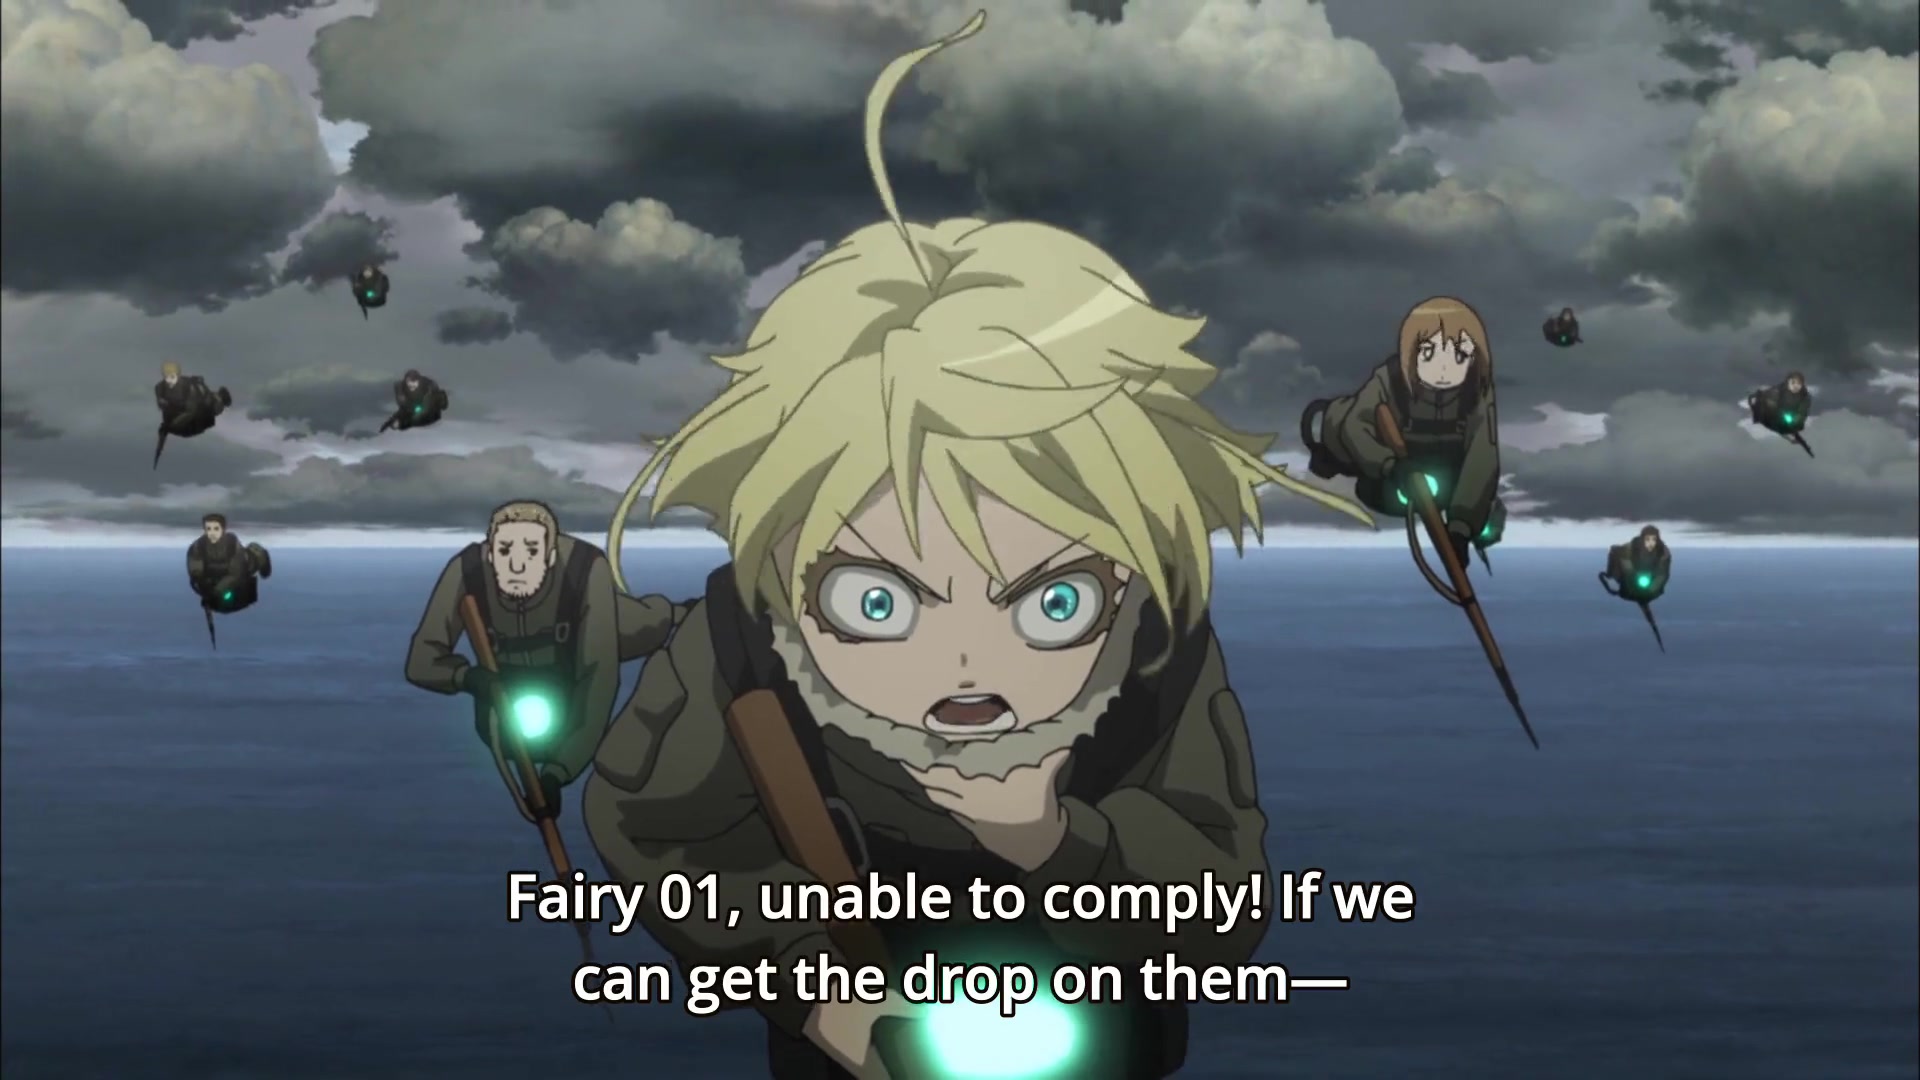 Fairy 01, unable to comply! If we
can get the drop on them—